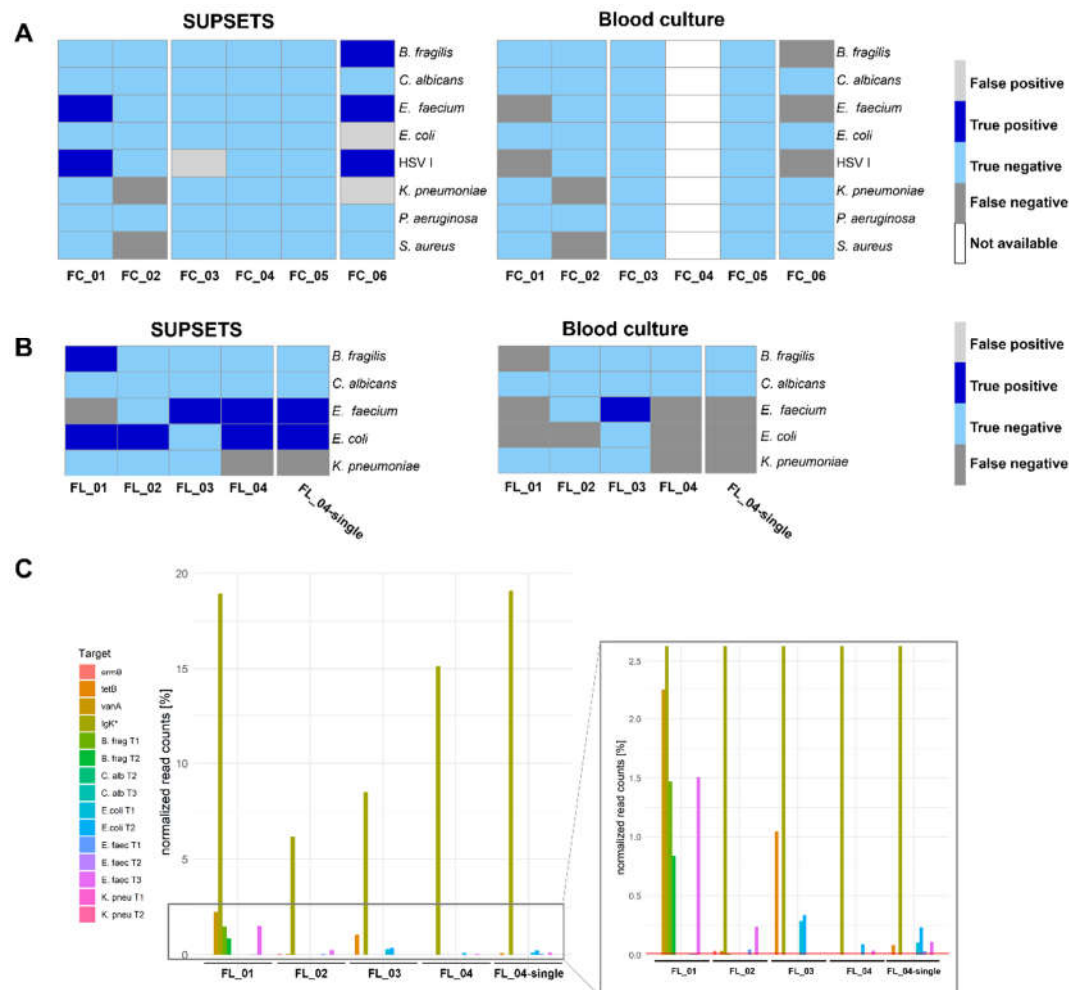 A
SUPSETS
Blood culture
B. fragilis
C. albicans
E. faecium
E. coli
HSV I
K. pneumoniae
P. aeruginosa
S. aureus
FC_01 FC_02 FC_03 FC_04 FC_05 FC_06
B. fragilis
C. albicans
E. faecium
E. coli
HSV I
K. pneumoniae
P. aeruginosa
S. aureus
FC_01 FC_02 FC_03 FC_04 FC_05 FC_06
False positive
True positive
True negative
False negative
Not available
B
SUPSETS
Blood culture
B. fragilis
C. albicans
E. faecium
E. coli
K. pneumoniae
FL_01 FL_02 FL_03 FL_04 FL_04-single
B. fragilis
C. albicans
E. faecium
E. coli
K. pneumoniae
FL_01 FL_02 FL_03 FL_04 FL_04-single
False positive
True positive
True negative
False negative
C
Target
ermB
tetB
vanA
IgK*
B. frag T1
B. frag T2
C. alb T2
C. alb T3
E.coli T1
E.coli T2
E. faec T1
E. faec T2
E. faec T3
K. pneu T1
K. pneu T2
normalized read counts [%]
20
15
10
5
0
FL_01 FL_02 FL_03 FL_04 FL_04-single
normalized read counts [%]
2.5
2.0
1.5
1.0
0.5
0.0
FL_01 FL_02 FL_03 FL_04 FL_04-single